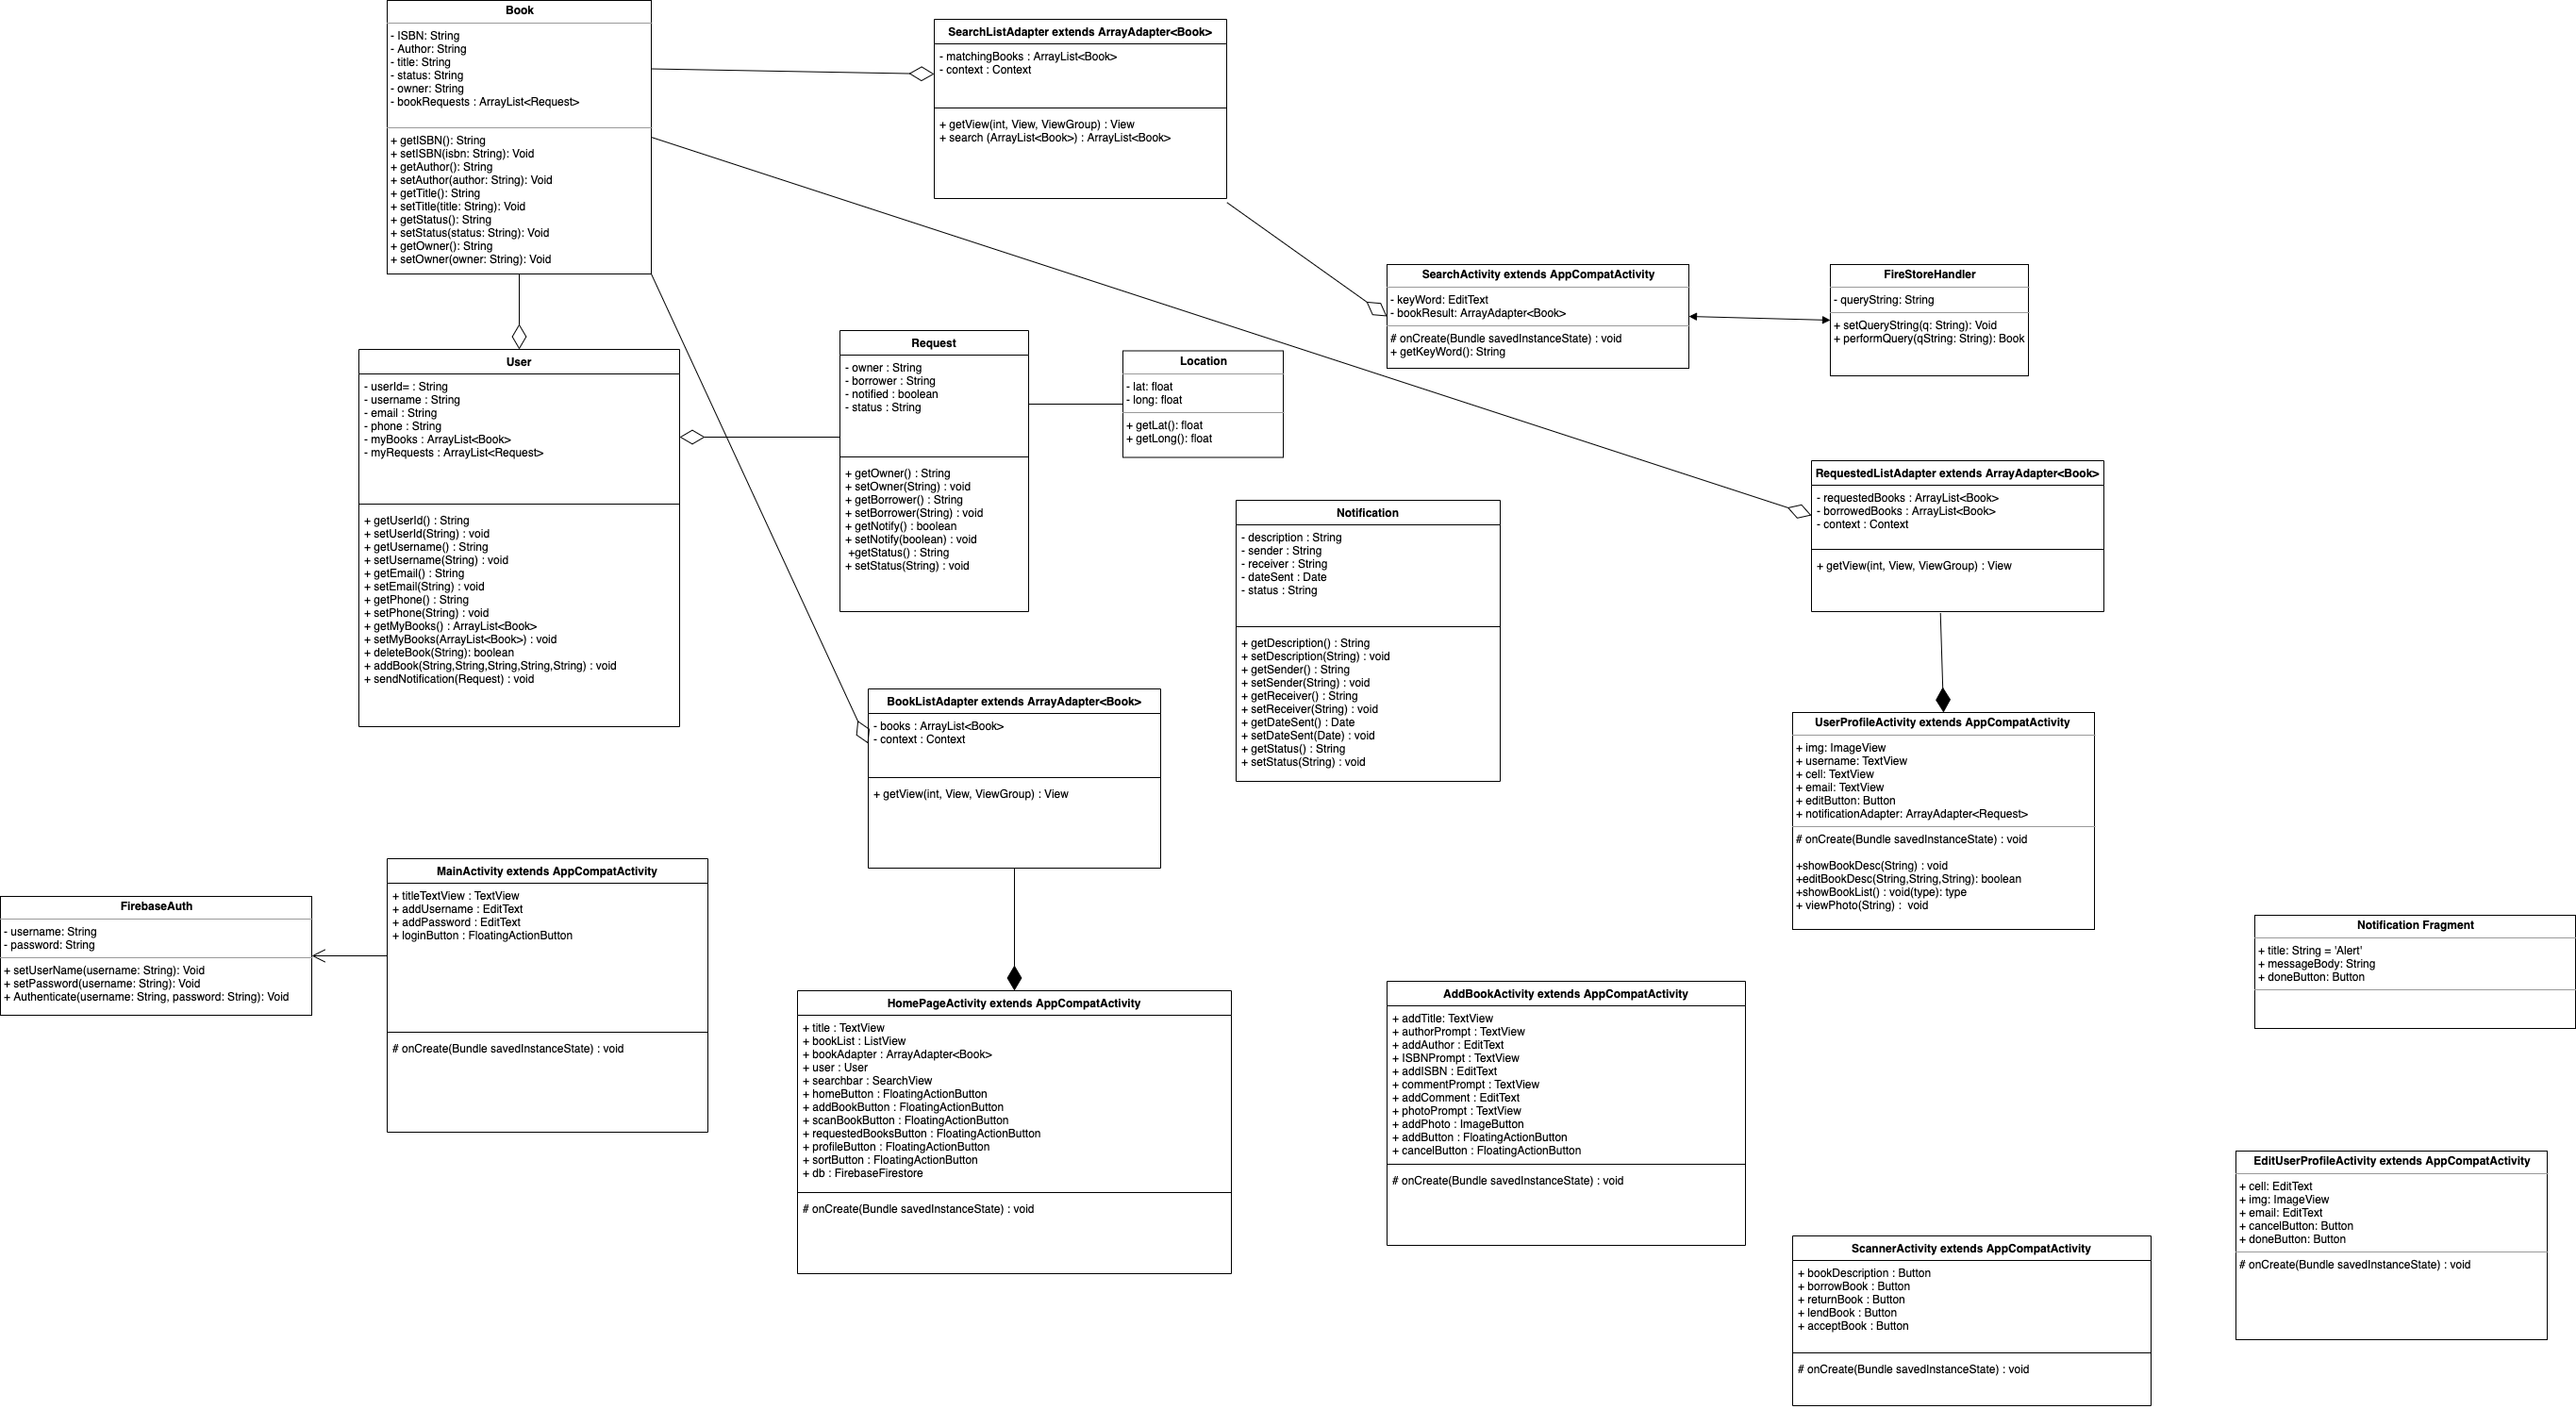 Book
- ISBN: String
- Author: String
- title: String
- status: String
- owner: String
- bookRequests : ArrayList<Request>
+ getISBN(): String
+ setISBN(isbn: String): Void
+ getAuthor(): String
+ setAuthor(author: String): Void
+ getTitle(): String
+ setTitle(title: String): Void
+ getStatus(): String
+ setStatus(status: String): Void
+ getOwner(): String
+ setOwner(owner: String): Void
SearchListAdapter extends ArrayAdapter<Book>
- matchingBooks : ArrayList<Book>
- context : Context
+ getView(int, View, ViewGroup) : View
+ search (ArrayList<Book>) : ArrayList<Book>
SearchActivity extends AppCompatActivity
- keyWord: EditText
- bookResult: ArrayAdapter<Book>
# onCreate(Bundle savedInstanceState) : void
+ getKeyWord(): String
FireStoreHandler
- queryString: String
+ setQueryString(q: String): Void
+ performQuery(qString: String): Book
User
- userId= : String
- username : String
- email : String
- phone : String
- myBooks : ArrayList<Book>
- myRequests : ArrayList<Request>
+ getUserId() : String
+ setUserId(String) : void
+ getUsername() : String
+ setUsername(String) : void
+ getEmail() : String
+ setEmail(String) : void
+ getPhone() : String
+ setPhone(String) : void
+ getMyBooks() : ArrayList<Book>
+ setMyBooks(ArrayList<Book>) : void
+ deleteBook(String): boolean
+ addBook(String,String,String,String,String) : void
+ sendNotification(Request) : void
Request
- owner : String
- borrower : String
- notified : boolean
- status : String
+ getOwner() : String
+ setOwner(String) : void
+ getBorrower() : String
+ setBorrower(String) : void
+ getNotify() : boolean
+ setNotify(boolean) : void
+getStatus() : String
+ setStatus(String) : void
Location
- lat: float
- long: float
+ getLat(): float
+ getLong(): float
RequestedListAdapter extends ArrayAdapter<Book>
- requestedBooks : ArrayList<Book>
- borrowedBooks : ArrayList<Book>
- context : Context
+ getView(int, View, ViewGroup) : View
Notification
- description : String
- sender : String
- receiver : String
- dateSent : Date
- status : String
+ getDescription() : String
+ setDescription(String) : void
+ getSender() : String
+ setSender(String) : void
+ getReceiver() : String
+ setReceiver(String) : void
+ getDateSent() : Date
+ setDateSent(Date) : void
+ getStatus() : String
+ setStatus(String) : void
BookListAdapter extends ArrayAdapter<Book>
- books : ArrayList<Book>
- context : Context
+ getView(int, View, ViewGroup) : View
UserProfileActivity extends AppCompatActivity
+ img: ImageView
+ username: TextView
+ cell: TextView
+ email: TextView
+ editButton: Button
+ notificationAdapter: ArrayAdapter<Request>
# onCreate(Bundle savedInstanceState) : void
+showBookDesc(String) : void
+editBookDesc(String,String,String): boolean
+showBookList() : void(type): type
+ viewPhoto(String) :  void
FirebaseAuth
- username: String
- password: String
+ setUserName(username: String): Void
+ setPassword(username: String): Void
+ Authenticate(username: String, password: String): Void
MainActivity extends AppCompatActivity
+ titleTextView : TextView
+ addUsername : EditText
+ addPassword : EditText
+ loginButton : FloatingActionButton
# onCreate(Bundle savedInstanceState) : void
HomePageActivity extends AppCompatActivity
+ title : TextView
+ bookList : ListView
+ bookAdapter : ArrayAdapter<Book>
+ user : User
+ searchbar : SearchView
+ homeButton : FloatingActionButton
+ addBookButton : FloatingActionButton
+ scanBookButton : FloatingActionButton
+ requestedBooksButton : FloatingActionButton
+ profileButton : FloatingActionButton
+ sortButton : FloatingActionButton
+ db : FirebaseFirestore
# onCreate(Bundle savedInstanceState) : void
AddBookActivity extends AppCompatActivity
+ addTitle: TextView
+ authorPrompt : TextView
+ addAuthor : EditText
+ ISBNPrompt : TextView
+ addISBN : EditText
+ commentPrompt : TextView
+ addComment : EditText
+ photoPrompt : TextView
+ addPhoto : ImageButton
+ addButton : FloatingActionButton
+ cancelButton : FloatingActionButton
# onCreate(Bundle savedInstanceState) : void
Notification Fragment
+ title: String = 'Alert'
+ messageBody: String
+ doneButton: Button
EditUserProfileActivity extends AppCompatActivity
+ cell: EditText
+ img: ImageView
+ email: EditText
+ cancelButton: Button
+ doneButton: Button
# onCreate(Bundle savedInstanceState) : void
ScannerActivity extends AppCompatActivity
+ bookDescription : Button
+ borrowBook : Button
+ returnBook : Button
+ lendBook : Button
+ acceptBook : Button
# onCreate(Bundle savedInstanceState) : void